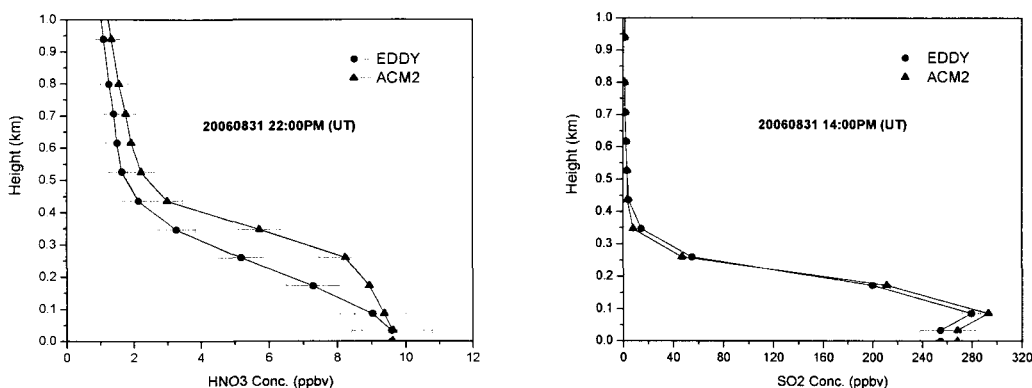 1.0
0.9
0.8
0.7
0.6
0.5
0.4
0.3
0.2
0.1
0.0
Height (km)
EDDY
ACM2
20060831 22:00PM (UT)
0 2 4 6 8 10 12
HNO3 Conc. (ppbv)
1.0
0.9
0.8
0.7
0.6
0.5
0.4
0.3
0.2
0.1
0.0
Height (km)
EDDY
ACM2
20060831 14:00PM (UT)
0 40 80 120 160 200 240 280 320
SO2 Conc. (ppbv)